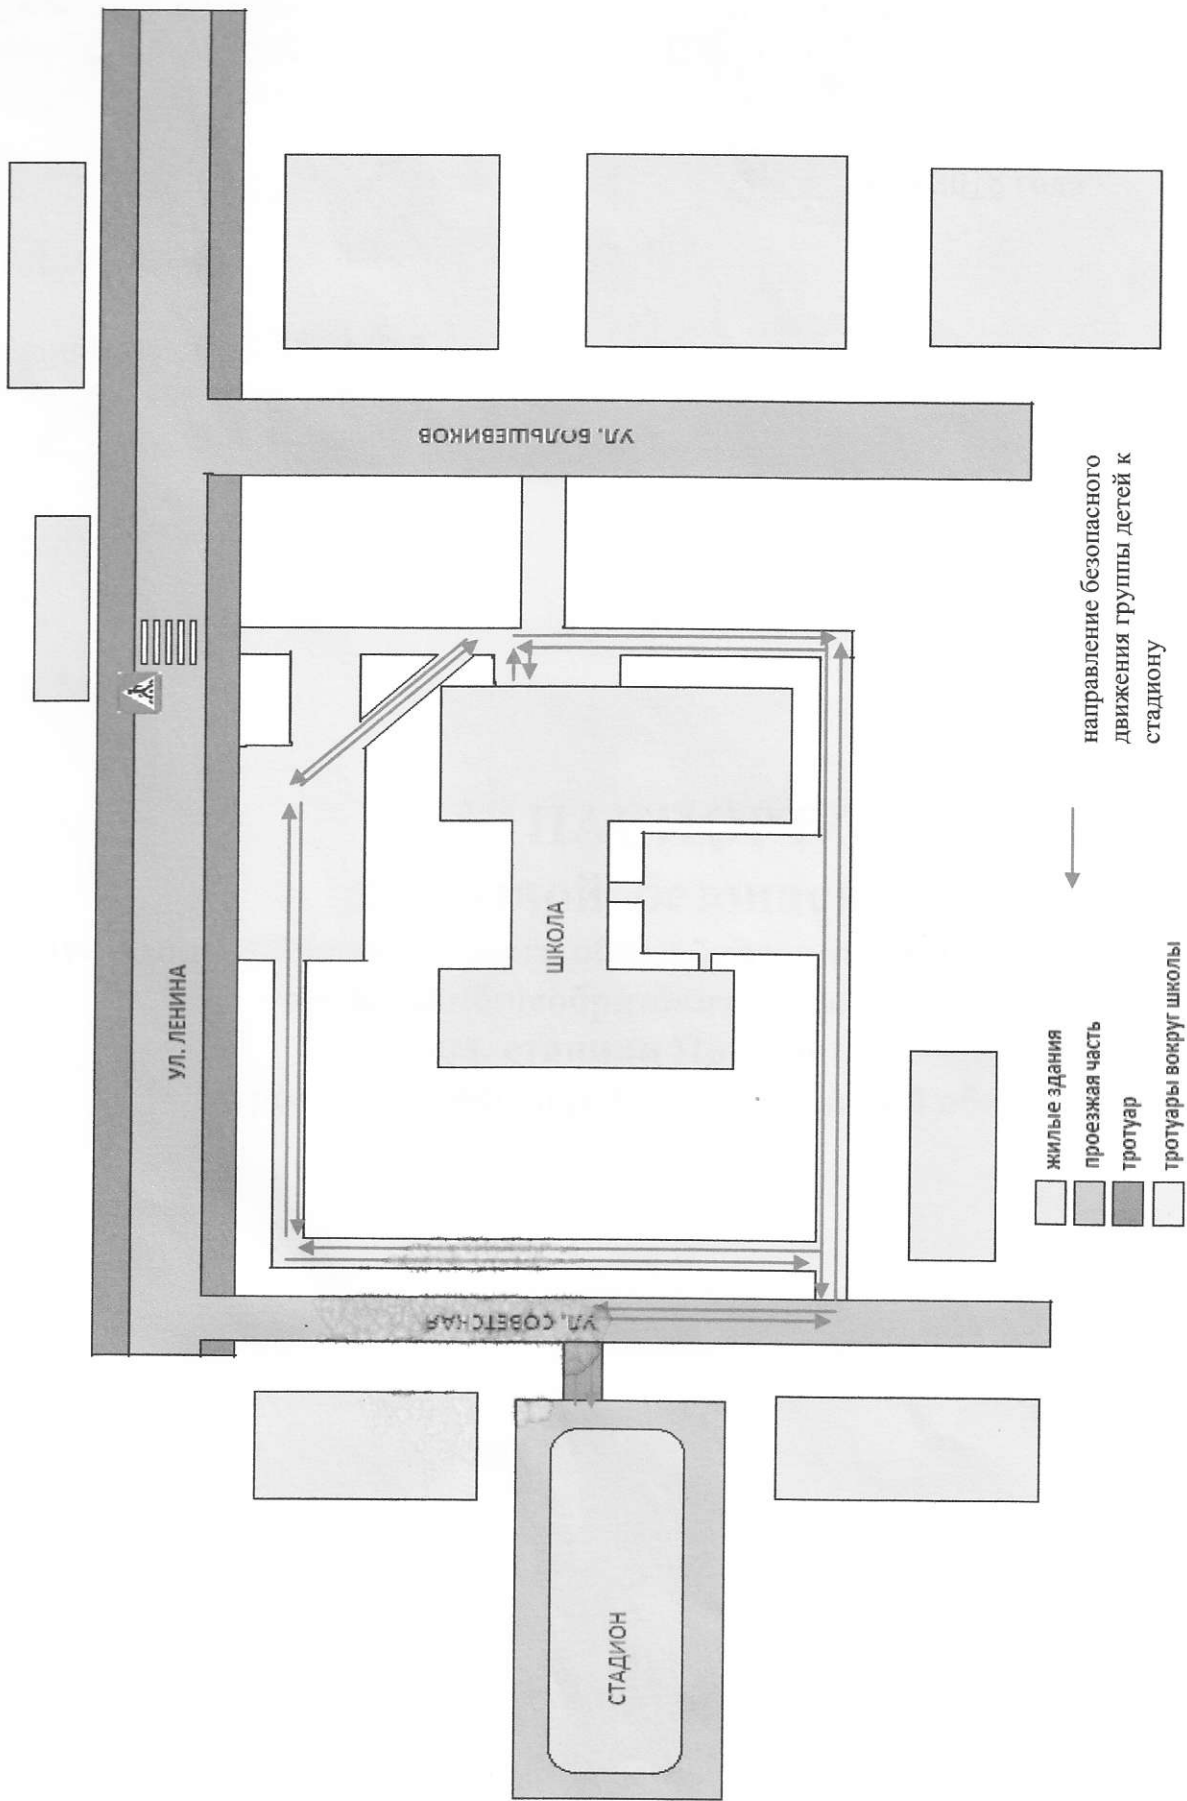 УЛ. ЛЕНИНА
УЛ. БОЛЬШЕВИКОВ
ШКОЛА
УЛ. СОВЕТСКАЯ
СТАДИОН
направление безопасного
движения группы детей к
стадиону
жилые здания
проезжая часть
тротуар
тротуары вокруг школы